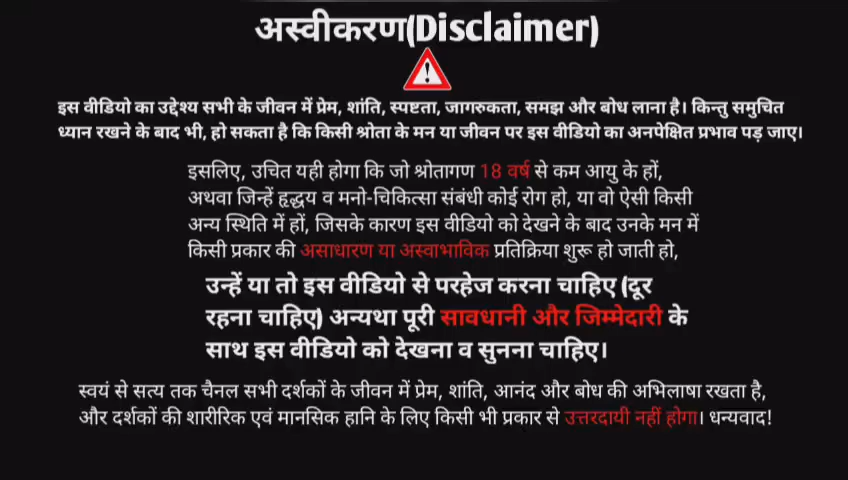 अस्वीकरण(Disclaimer)
इस वीडियो का उद्देश्य सभी के जीवन में प्रेम, शांति, स्पष्टता, जागरुकता, समझ और बोध लाना है। किन्तु समुचित
ध्यान रखने के बाद भी, हो सकता है कि किसी श्रोता के मन या जीवन पर इस वीडियो का अनपेक्षित प्रभाव पड़ जाए।
इसलिए, उचित यही होगा कि जो श्रोतागण 18 वर्ष से कम आयु के हों,
अथवा जिन्हें हृद्धय व मनो-चिकित्सा संबंधी कोई रोग हो, या वो ऐसी किसी
अन्य स्थिति में हों, जिसके कारण इस वीडियो को देखने के बाद उनके मन में
किसी प्रकार की असाधारण या अस्वाभाविक प्रतिक्रिया शुरू हो जाती हो,
उन्हें या तो इस वीडियो से परहेज करना चाहिए (दूर
रहना चाहिए) अन्यथा पूरी सावधानी और जिम्मेदारी के
साथ इस वीडियो को देखना व सुनना चाहिए।
स्वयं से सत्य तक चैनल सभी दर्शकों के जीवन में प्रेम, शांति, आनंद और बोध की अभिलाषा रखता है,
और दर्शकों की शारीरिक एवं मानसिक हानि के लिए किसी भी प्रकार से उत्तरदायी नहीं होगा। धन्यवाद!